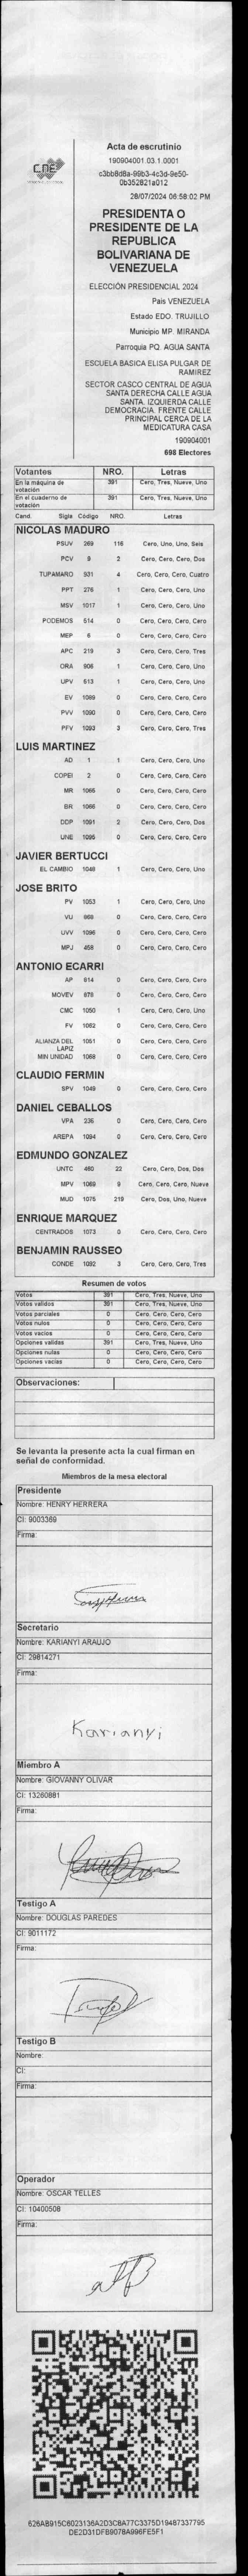 CNE
Acta de escrutinio
190904001.03.1.0001
c3bb8d8a-99b3-4c3d-9e50-
0b352821a012
28/07/2024 06:58:02 PM
PRESIDENTA O
PRESIDENTE DE LA
REPUBLICA
BOLIVARIANA DE
VENEZUELA
ELECCIÓN PRESIDENCIAL 2024
País VENEZUELA
Estado EDO. TRUJILLO
Municipio MP. MIRANDA
Parroquia PQ. AGUA SANTA
ESCUELA BASICA ELISA PULGAR DE
RAMIREZ
SECTOR CASCO CENTRAL DE AGUA
SANTA DERECHA CALLE AGUA
SANTA. IZQUIERDA CALLE
DEMOCRACIA. FRENTE CALLE
PRINCIPAL CERCA DE LA
MEDICATURA CASA
190904001
698 Electores
Votantes NRO. Letras
En la máquina de votación 391 Cero, Tres, Nueve, Uno
En el cuaderno de votación 391 Cero, Tres, Nueve, Uno
Cand. Sigla Código NRO. Letras
NICOLAS MADURO
PSUV 269 116 Cero, Uno, Uno, Seis
PCV 9 2 Cero, Cero, Cero, Dos
TUPAMARO 931 4 Cero, Cero, Cero, Cuatro
PPT 276 1 Cero, Cero, Cero, Uno
MSV 1017 1 Cero, Cero, Cero, Uno
PODEMOS 514 0 Cero, Cero, Cero, Cero
MEP 6 0 Cero, Cero, Cero, Cero
APC 219 3 Cero, Cero, Cero, Tres
ORA 906 1 Cero, Cero, Cero, Uno
UPV 613 1 Cero, Cero, Cero, Uno
EV 1089 0 Cero, Cero, Cero, Cero
PVV 1090 0 Cero, Cero, Cero, Cero
PFV 1093 3 Cero, Cero, Cero, Tres
LUIS MARTINEZ
AD 1 1 Cero, Cero, Cero, Uno
COPEI 2 0 Cero, Cero, Cero, Cero
MR 1065 0 Cero, Cero, Cero, Cero
BR 1066 0 Cero, Cero, Cero, Cero
DDP 1091 2 Cero, Cero, Cero, Dos
UNE 1095 0 Cero, Cero, Cero, Cero
JAVIER BERTUCCI
EL CAMBIO 1048 1 Cero, Cero, Cero, Uno
JOSE BRITO
PV 1053 1 Cero, Cero, Cero, Uno
VU 968 0 Cero, Cero, Cero, Cero
UVV 1096 0 Cero, Cero, Cero, Cero
MPJ 458 0 Cero, Cero, Cero, Cero
ANTONIO ECARRI
AP 814 0 Cero, Cero, Cero, Cero
MOVEV 878 0 Cero, Cero, Cero, Cero
CMC 1050 1 Cero, Cero, Cero, Uno
FV 1062 0 Cero, Cero, Cero, Cero
ALIANZA DEL LAPIZ 1051 0 Cero, Cero, Cero, Cero
MIN UNIDAD 1068 0 Cero, Cero, Cero, Cero
CLAUDIO FERMIN
SPV 1049 0 Cero, Cero, Cero, Cero
DANIEL CEBALLOS
VPA 235 0 Cero, Cero, Cero, Cero
AREPA 1094 0 Cero, Cero, Cero, Cero
EDMUNDO GONZALEZ
UNTC 460 22 Cero, Cero, Dos, Dos
MPV 1069 9 Cero, Cero, Cero, Nueve
MUD 1075 219 Cero, Dos, Uno, Nueve
ENRIQUE MARQUEZ
CENTRADOS 1073 0 Cero, Cero, Cero, Cero
BENJAMIN RAUSSEO
CONDE 1092 3 Cero, Cero, Cero, Tres
Resumen de votos
Votos 391 Cero, Tres, Nueve, Uno
Votos validos 391 Cero, Tres, Nueve, Uno
Votos parciales 0 Cero, Cero, Cero, Cero
Votos nulos 0 Cero, Cero, Cero, Cero
Votos vacios 0 Cero, Cero, Cero, Cero
Opciones validas 391 Cero, Tres, Nueve, Uno
Opciones nulas 0 Cero, Cero, Cero, Cero
Opciones vacias 0 Cero, Cero, Cero, Cero
Observaciones:
Se levanta la presente acta la cual firman en
señal de conformidad.
Miembros de la mesa electoral
Presidente
Nombre: HENRY HERRERA
CI: 9003369
Firma:
Secretario
Nombre: KARIANYI ARAUJO
CI: 29814271
Firma:
Karianyi
Miembro A
Nombre: GIOVANNY OLIVAR
CI: 13260881
Firma:
Testigo A
Nombre: DOUGLAS PAREDES
CI: 9011172
Firma:
Testigo B
Nombre:
CI:
Firma:
Operador
Nombre: OSCAR TELLES
CI: 10400508
Firma:
626AB915C6023136A2D3C8A77C3375D19487337795
DE2D31DFB9078A996FE5F1